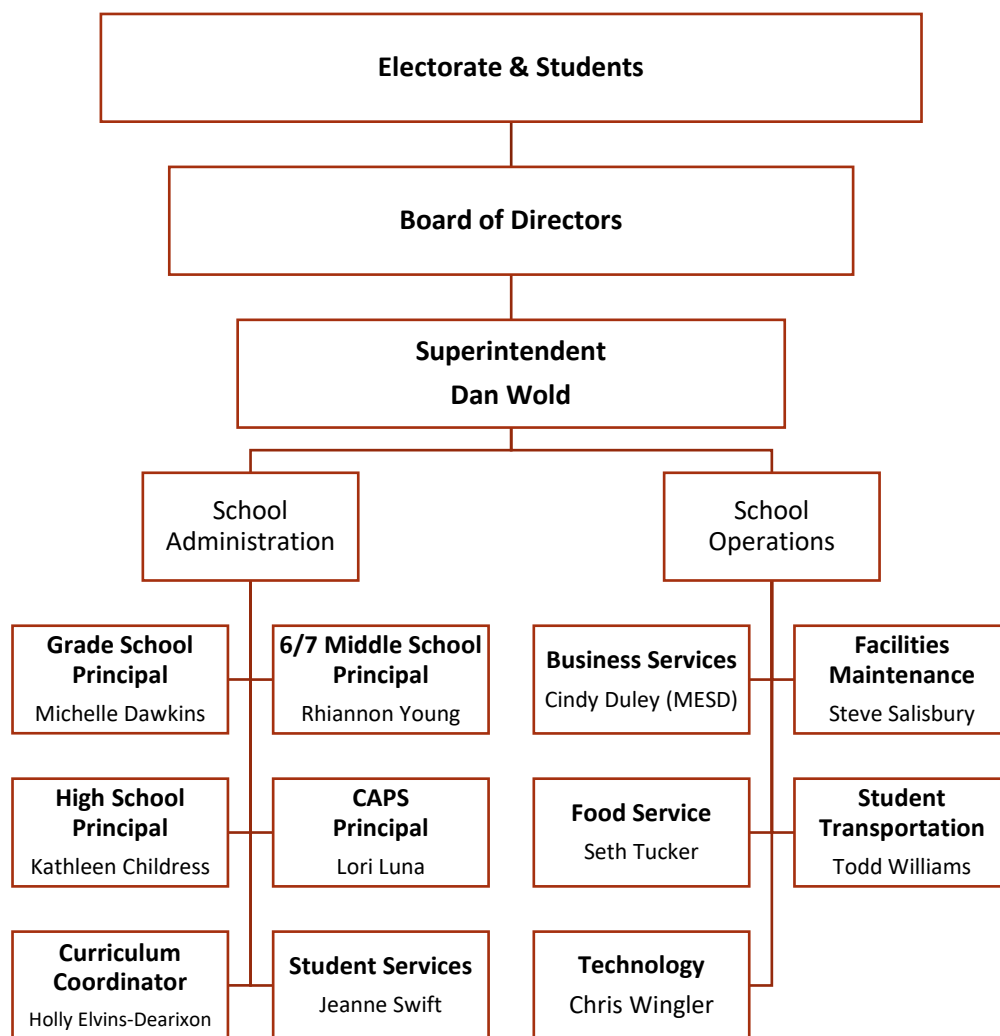 Electorate & Students
Board of Directors
Superintendent
Dan Wold
School
Administration
School
Operations
Grade School
Principal
Michelle Dawkins
6/7 Middle School
Principal
Rhiannon Young
Business Services
Cindy Duley (MESD)
Facilities
Maintenance
Steve Salisbury
High School
Principal
Kathleen Childress
CAPS
Principal
Lori Luna
Food Service
Seth Tucker
Student
Transportation
Todd Williams
Curriculum
Coordinator
Holly Elvins-Dearixon
Student Services
Jeanne Swift
Technology
Chris Wingler